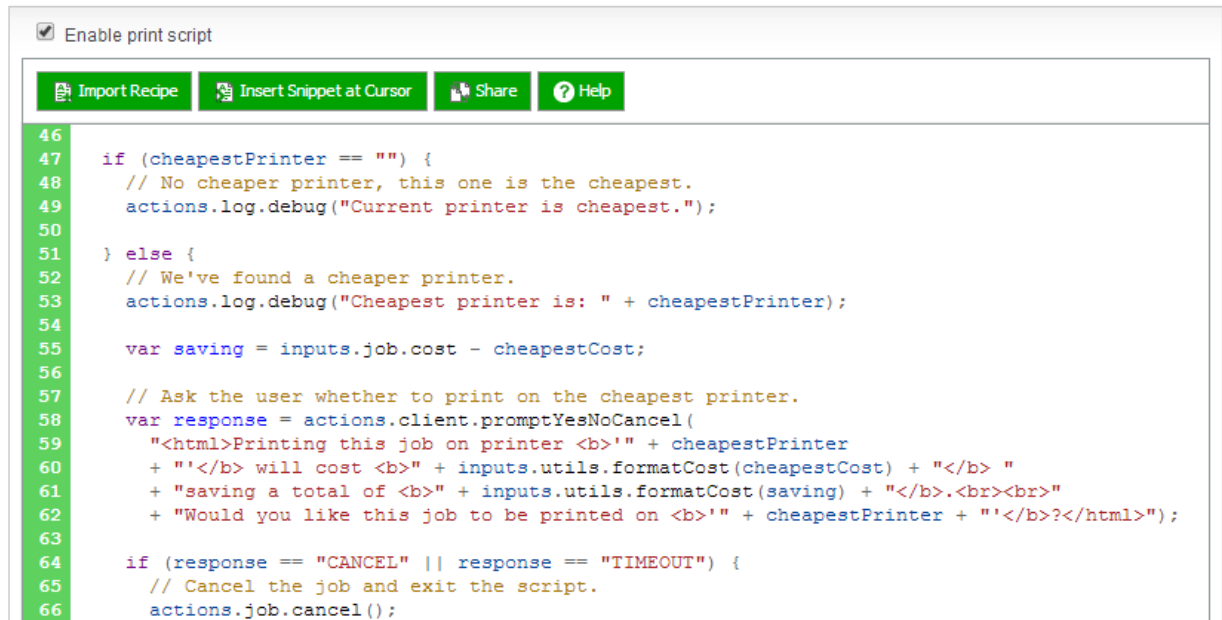 Enable print script
Import Recipe Insert Snippet at Cursor Share Help
46
47 if (cheapestPrinter == "") {
48 // No cheaper printer, this one is the cheapest.
49 actions.log.debug("Current printer is cheapest.");
50
51 } else {
52 // We've found a cheaper printer.
53 actions.log.debug("Cheapest printer is: " + cheapestPrinter);
54
55 var saving = inputs.job.cost - cheapestCost;
56
57 // Ask the user whether to print on the cheapest printer.
58 var response = actions.client.promptYesNoCancel(
59 "<html>Printing this job on printer <b>'" + cheapestPrinter
60 + "'</b> will cost <b>" + inputs.utils.formatCost(cheapestCost) + "</b> "
61 + "saving a total of <b>" + inputs.utils.formatCost(saving) + "</b>.<br><br>"
62 + "Would you like this job to be printed on <b>'" + cheapestPrinter + "'</b>?</html>");
63
64 if (response == "CANCEL" || response == "TIMEOUT") {
65 // Cancel the job and exit the script.
66 actions.job.cancel();